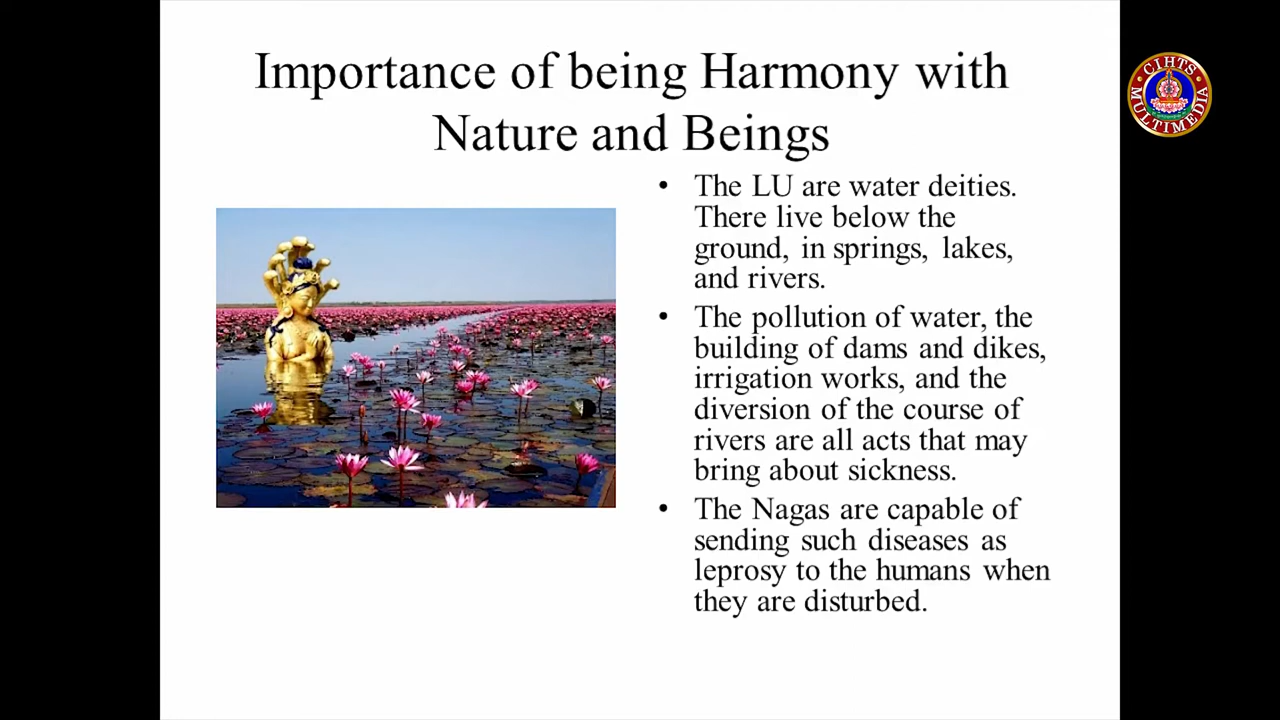 Importance of being Harmony with
Nature and Beings
• The LU are water deities.
There live below the
ground, in springs, lakes,
and rivers.
• The pollution of water, the
building of dams and dikes,
irrigation works, and the
diversion of the course of
rivers are all acts that may
bring about sickness.
• The Nagas are capable of
sending such diseases as
leprosy to the humans when
they are disturbed.
CIHTS
MULTIMEDIA